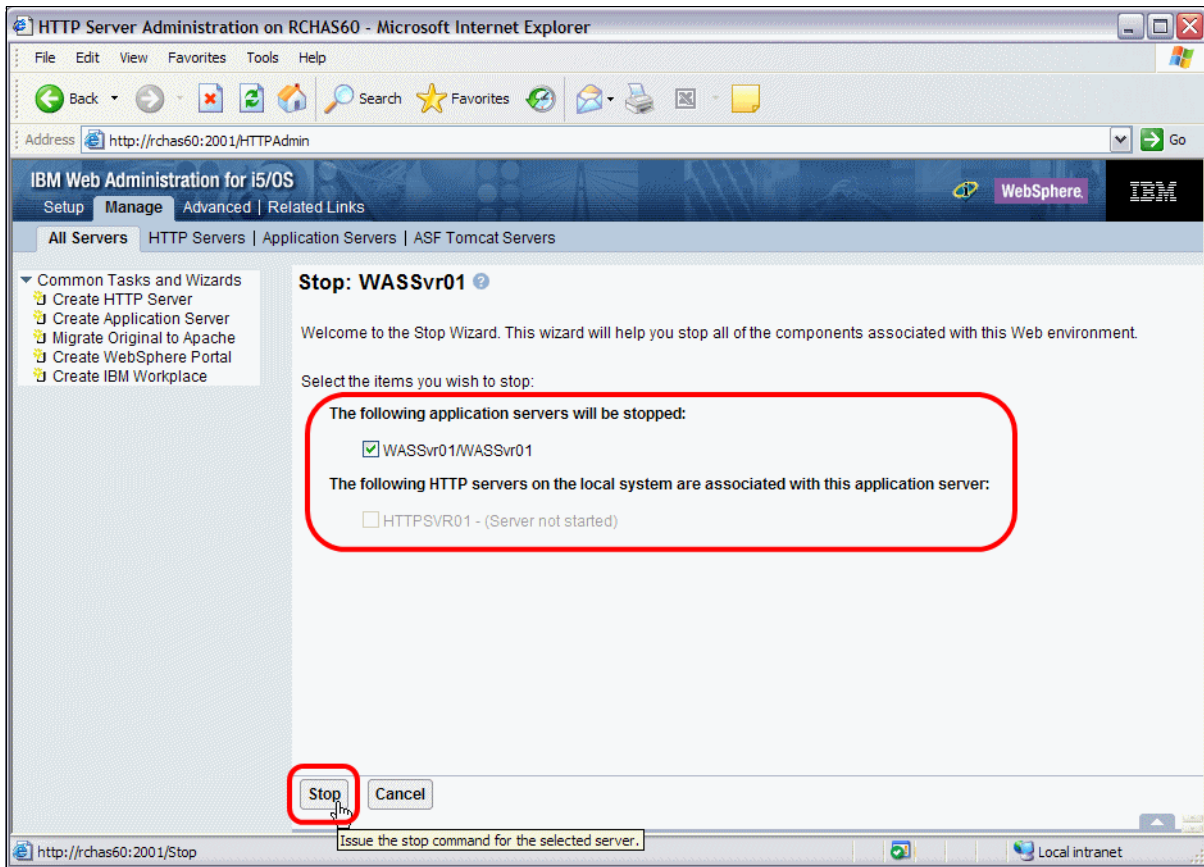 HTTP Server Administration on RCHAS60 - Microsoft Internet Explorer
File Edit View Favorites Tools Help
Back Search Favorites
Address http://rchas60:2001/HTTPAdmin Go
IBM Web Administration for i5/OS
WebSphere. IBM
Setup Manage Advanced | Related Links
All Servers HTTP Servers | Application Servers | ASF Tomcat Servers
Common Tasks and Wizards
Create HTTP Server
Create Application Server
Migrate Original to Apache
Create WebSphere Portal
Create IBM Workplace
Stop: WASSvr01 ?
Welcome to the Stop Wizard. This wizard will help you stop all of the components associated with this Web environment.
Select the items you wish to stop:
The following application servers will be stopped:
WASSvr01/WASSvr01
The following HTTP servers on the local system are associated with this application server:
HTTPSVR01 - (Server not started)
Stop Cancel
Issue the stop command for the selected server.
http://rchas60:2001/Stop Local intranet